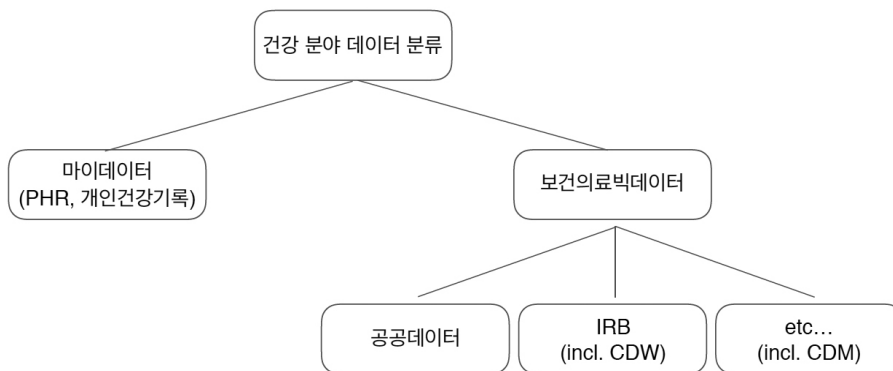 건강 분야 데이터 분류
마이데이터
(PHR, 개인건강기록)
보건의료빅데이터
공공데이터
IRB
(incl. CDW)
etc...
(incl. CDM)